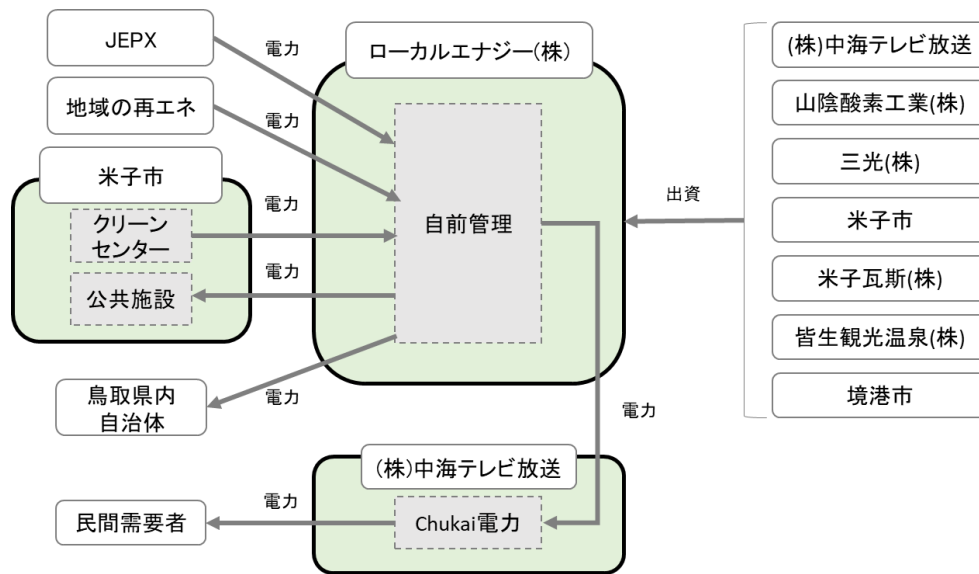 JEPX
電力
地域の再エネ
電力
米子市
クリーン
センター
電力
公共施設
電力
鳥取県内
自治体
電力
ローカルエナジー(株)
自前管理
出資
(株)中海テレビ放送
山陰酸素工業(株)
三光(株)
米子市
米子瓦斯(株)
皆生観光温泉(株)
境港市
電力
(株)中海テレビ放送
Chukai電力
電力
民間需要者